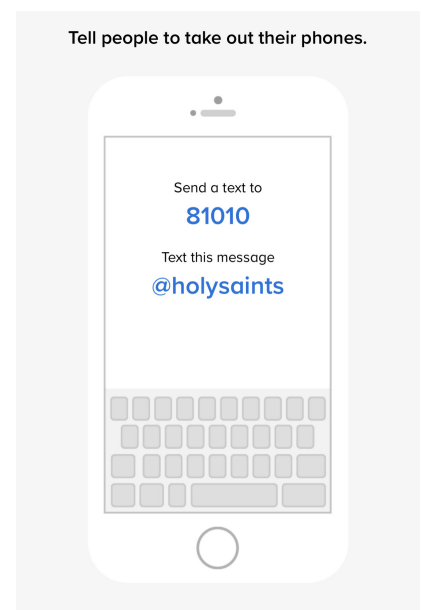 Tell people to take out their phones.
Send a text to
81010
Text this message
@holysaints